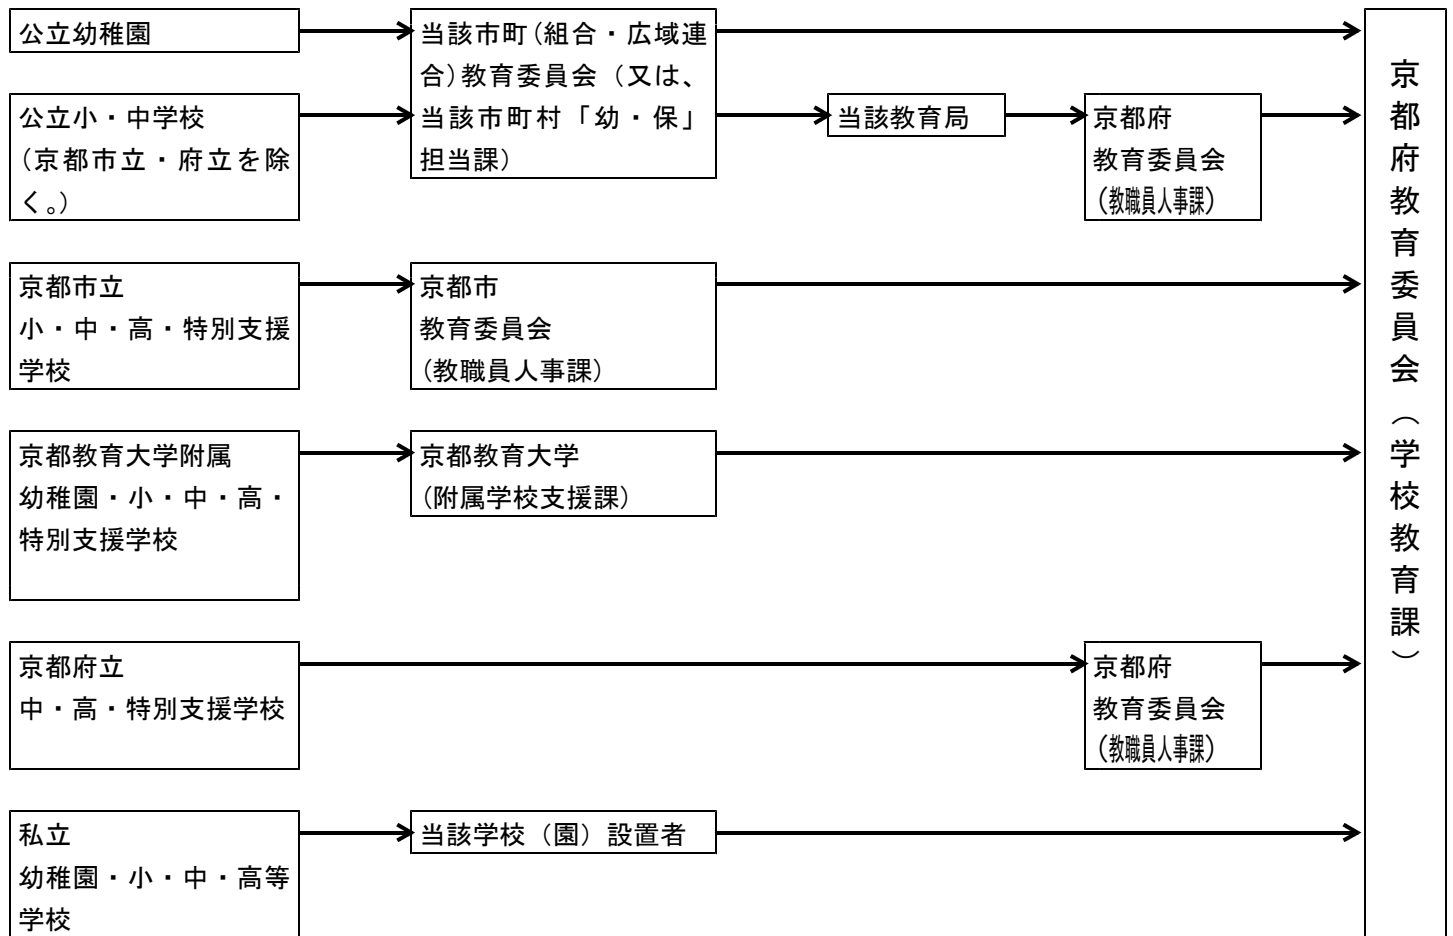 公立幼稚園
公立小・中学校
(京都市立・府立を除
く。)
当該市町(組合・広域連
合)教育委員会（又は、
当該市町村「幼・保」
担当課)
当該教育局
京都府
教育委員会
(教職員人事課)
京都市立
小・中・高・特別支援
学校
京都市
教育委員会
(教職員人事課)
京都教育大学附属
幼稚園・小・中・高・
特別支援学校
京都教育大学
(附属学校支援課)
京都府立
中・高・特別支援学校
京都府
教育委員会
(教職員人事課)
私立
幼稚園・小・中・高等
学校
当該学校（園）設置者
京都府教育委員会（学校教育課）